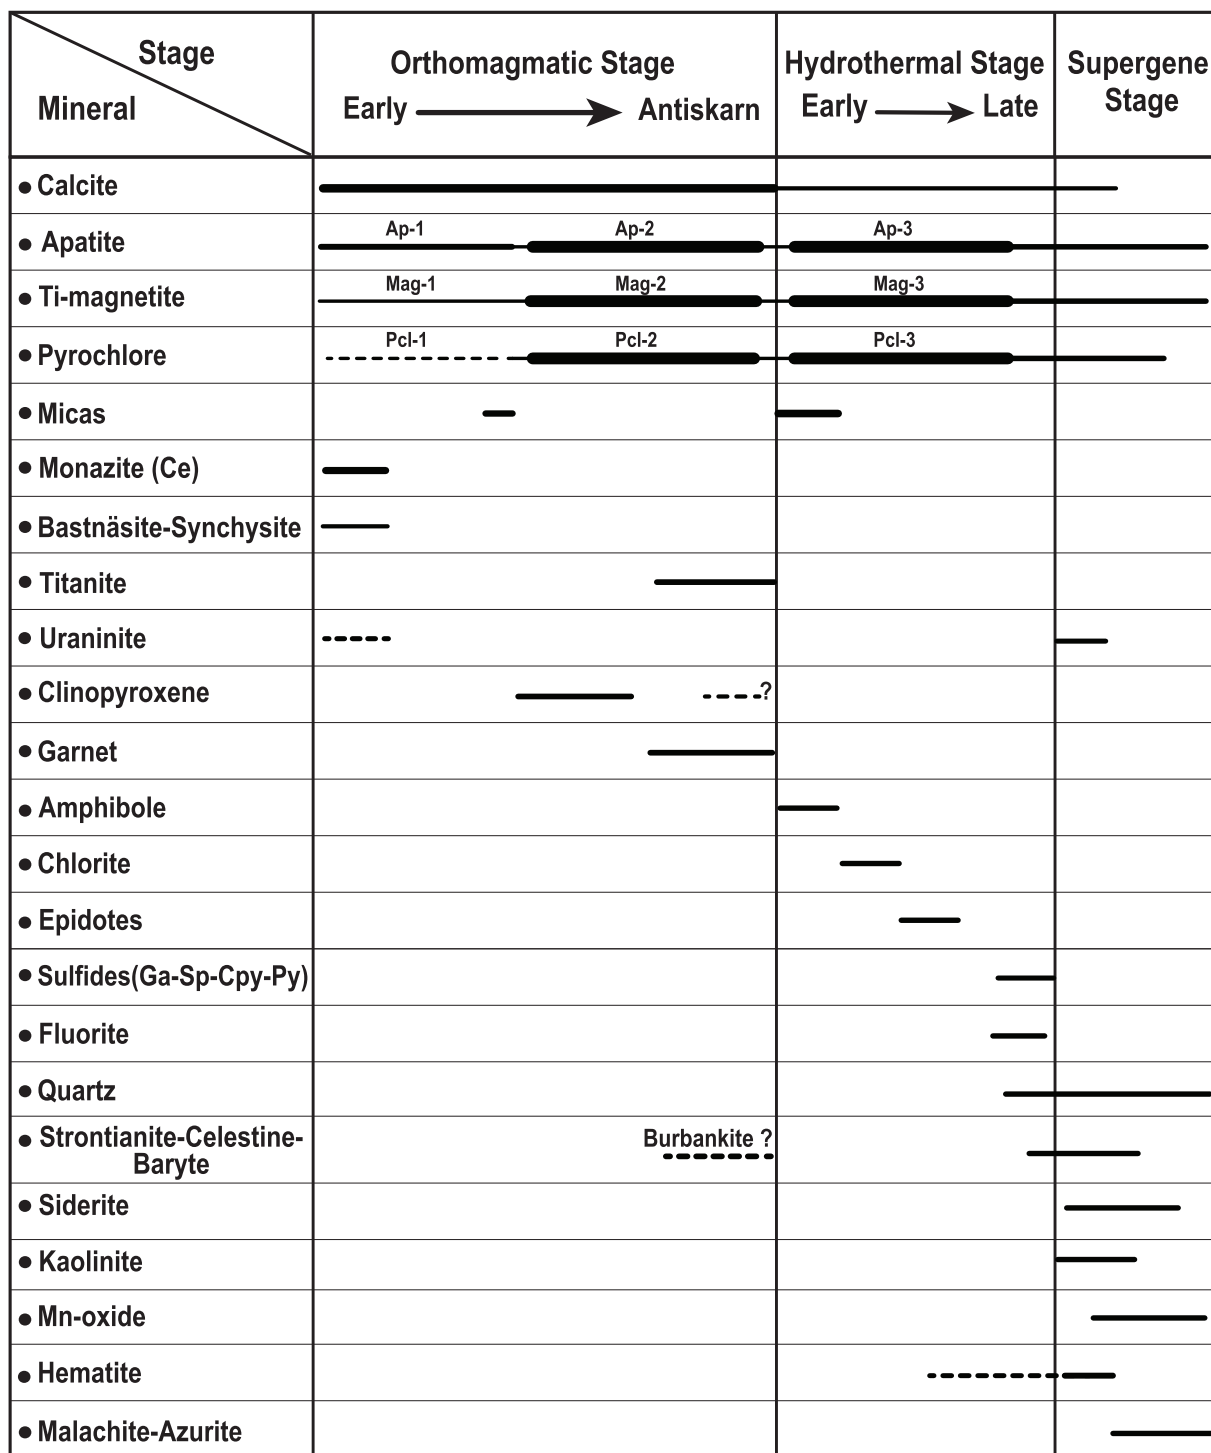 Stage
Mineral
Orthomagmatic Stage
Early Antiskarn
Hydrothermal Stage
Early Late
Supergene
Stage
• Calcite
• Apatite
Ap-1 Ap-2 Ap-3
• Ti-magnetite
Mag-1 Mag-2 Mag-3
• Pyrochlore
Pcl-1 Pcl-2 Pcl-3
• Micas
• Monazite (Ce)
• Bastnäsite-Synchysite
• Titanite
• Uraninite
• Clinopyroxene
?
• Garnet
• Amphibole
• Chlorite
• Epidotes
• Sulfides(Ga-Sp-Cpy-Py)
• Fluorite
• Quartz
• Strontianite-Celestine-
Baryte
Burbankite ?
• Siderite
• Kaolinite
• Mn-oxide
• Hematite
• Malachite-Azurite